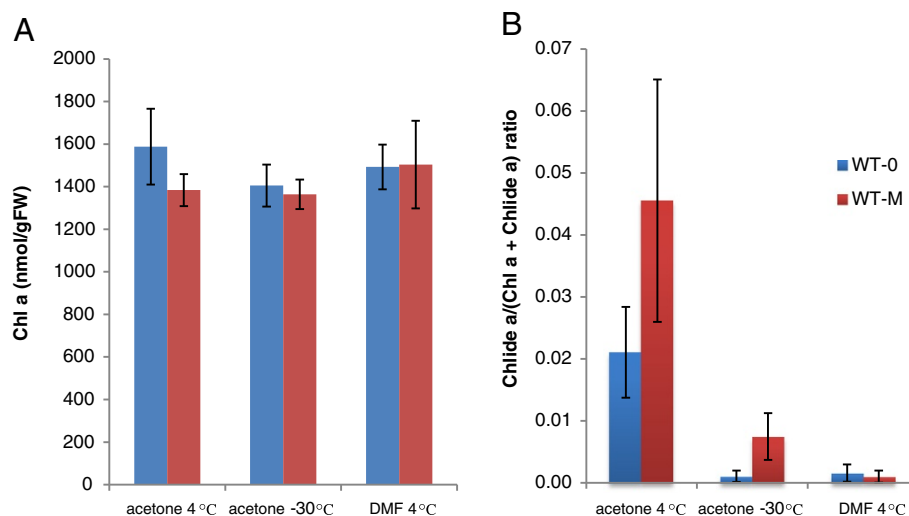 A
Chl a (nmol/gFW)
2000
1800
1600
1400
1200
1000
800
600
400
200
0
acetone 4 °C
acetone -30°C
DMF 4°C
B
Chlide a/(Chl a + Chlide a) ratio
0.07
0.06
0.05
0.04
0.03
0.02
0.01
0.00
acetone 4 °C
acetone -30°C
DMF 4°C
WT-0
WT-M